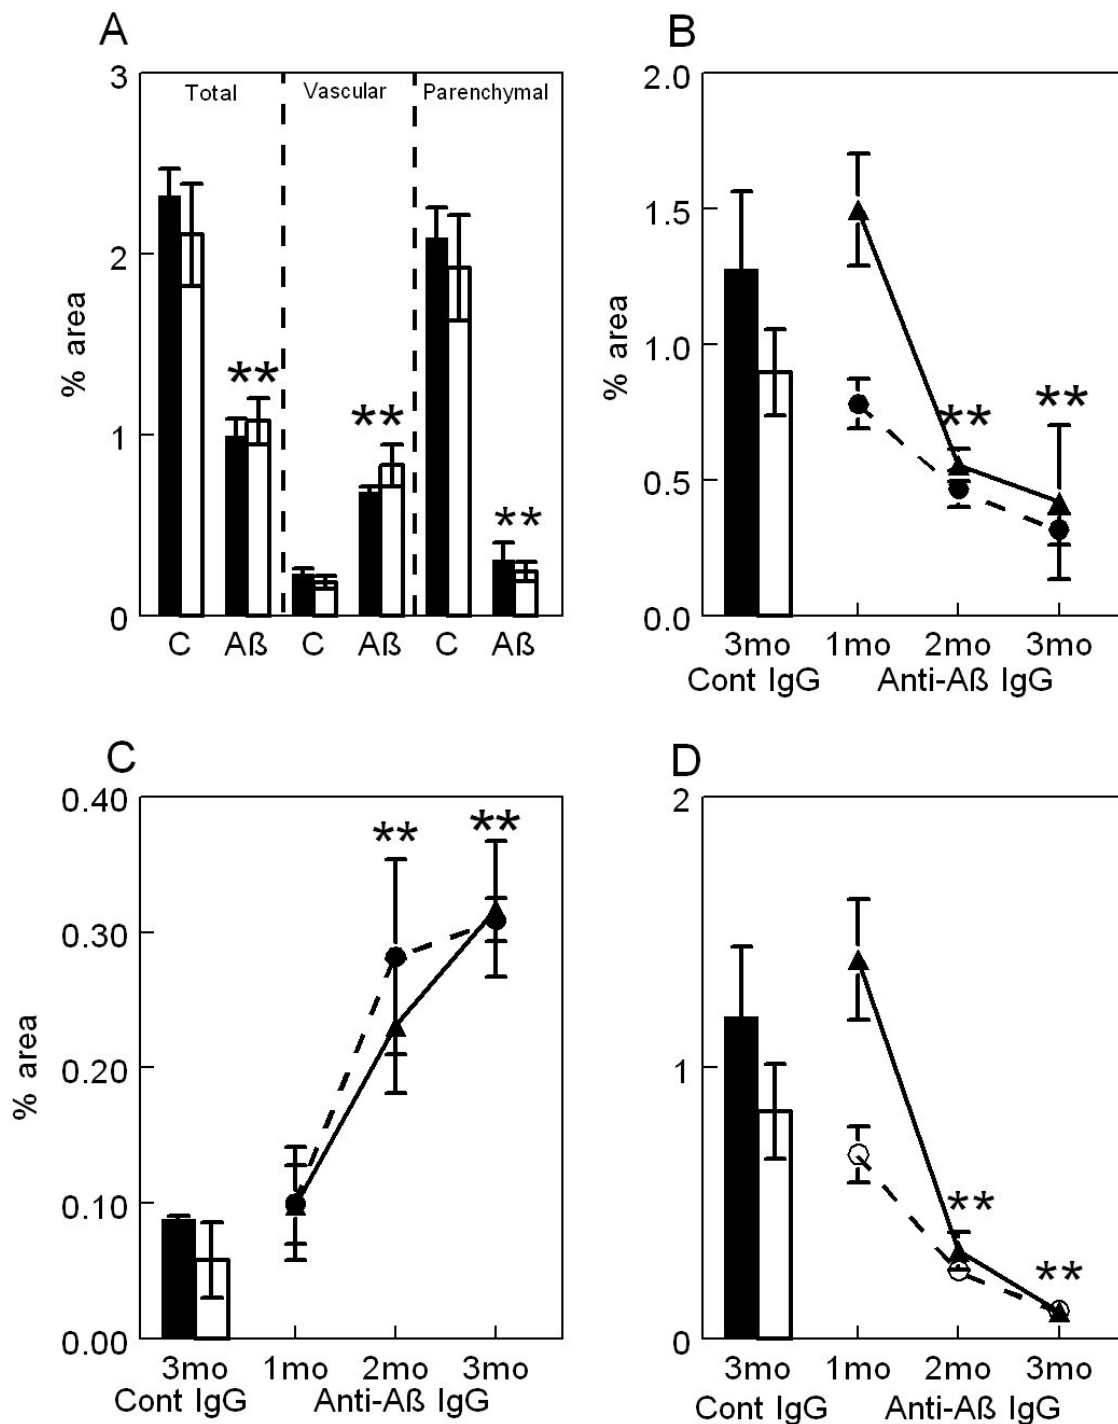 A
3
2
1
0
% area
Total
Vascular
Parenchymal
**
**
**
C Aß C Aß C Aß
B
2.0
1.5
1.0
0.5
0.0
% area
**
**
3mo 1mo 2mo 3mo
Cont IgG Anti-Aß IgG
C
0.40
0.30
0.20
0.10
0.00
% area
**
**
3mo 1mo 2mo 3mo
Cont IgG Anti-Aß IgG
D
2
1
0
**
**
3mo 1mo 2mo 3mo
Cont IgG Anti-Aß IgG